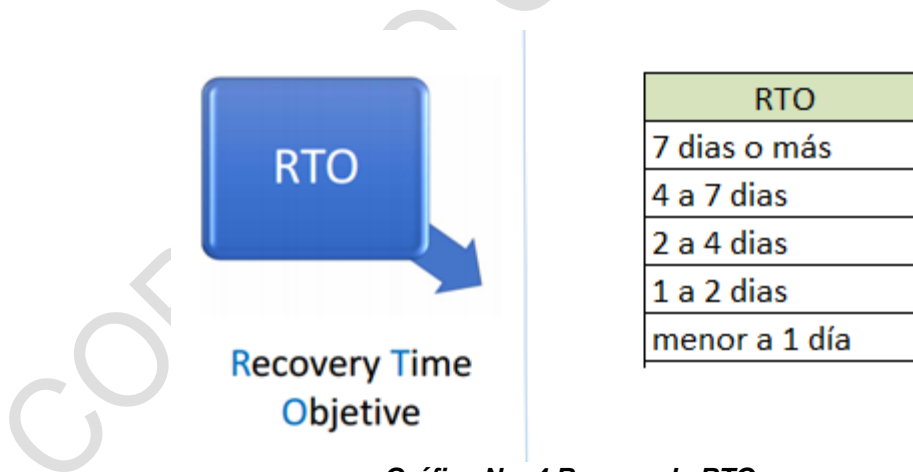 RTO
Recovery Time
Objetive
RTO
7 dias o más
4 a 7 dias
2 a 4 dias
1 a 2 dias
menor a 1 día